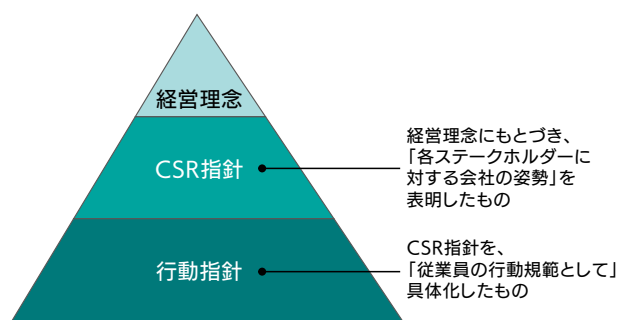 経営理念
CSR指針
経営理念にもとづき、
「各ステークホルダーに
対する会社の姿勢」を
表明したもの
行動指針
CSR指針を、
「従業員の行動規範として」
具体化したもの